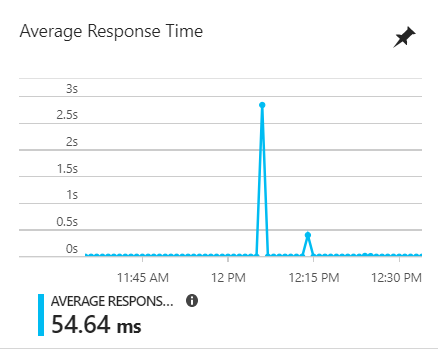 Average Response Time
3s
2.5s
2s
1.5s
1s
0.5s
0s
11:45 AM 12 PM 12:15 PM 12:30 PM
AVERAGE RESPONS...
54.64 ms